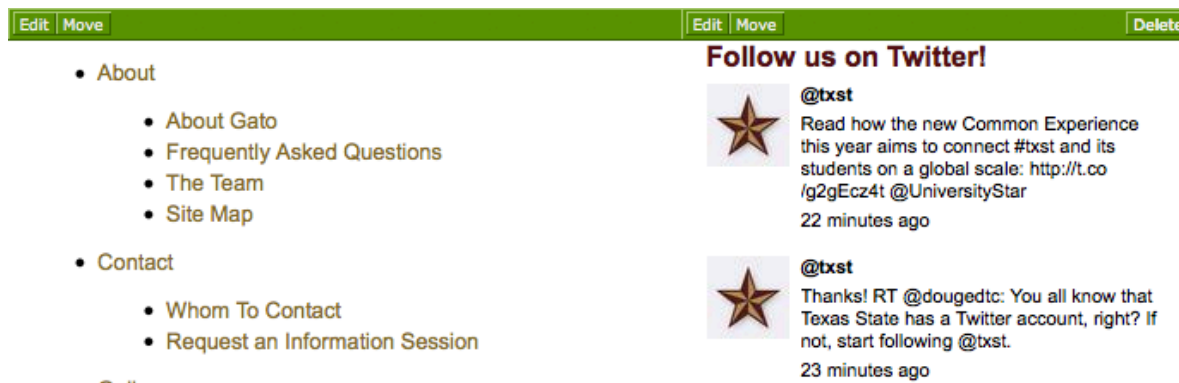 Edit Move
Edit Move Delete
About
About Gato
Frequently Asked Questions
The Team
Site Map
Contact
Whom To Contact
Request an Information Session
Follow us on Twitter!
@txst
Read how the new Common Experience
this year aims to connect #txst and its
students on a global scale: http://t.co
/g2gEcz4t @UniversityStar
22 minutes ago
@txst
Thanks! RT @dougedtc: You all know that
Texas State has a Twitter account, right? If
not, start following @txst.
23 minutes ago